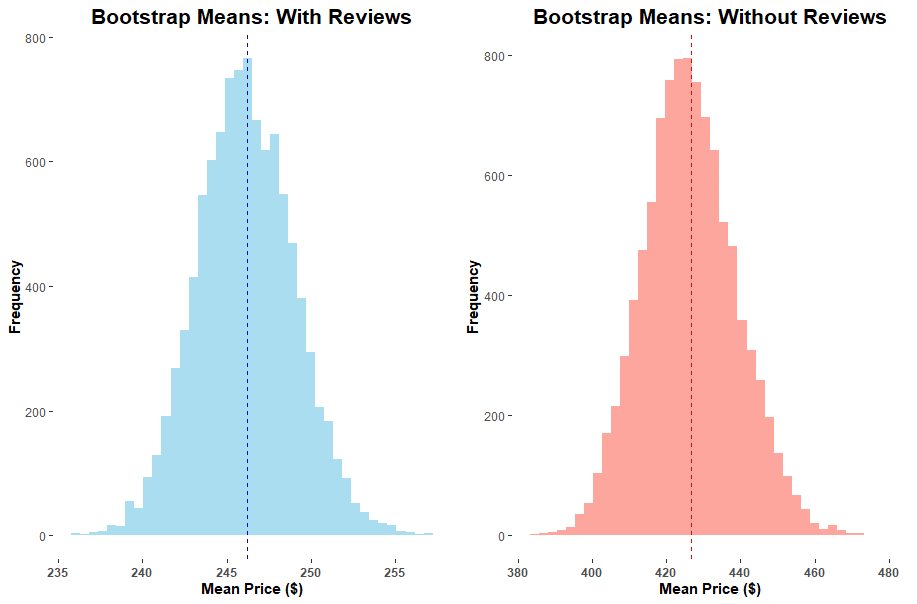 Bootstrap Means: With Reviews
800
600
400
200
0
Frequency
235 240 245 250 255
Mean Price ($)
Bootstrap Means: Without Reviews
800
600
400
200
0
Frequency
380 400 420 440 460 480
Mean Price ($)